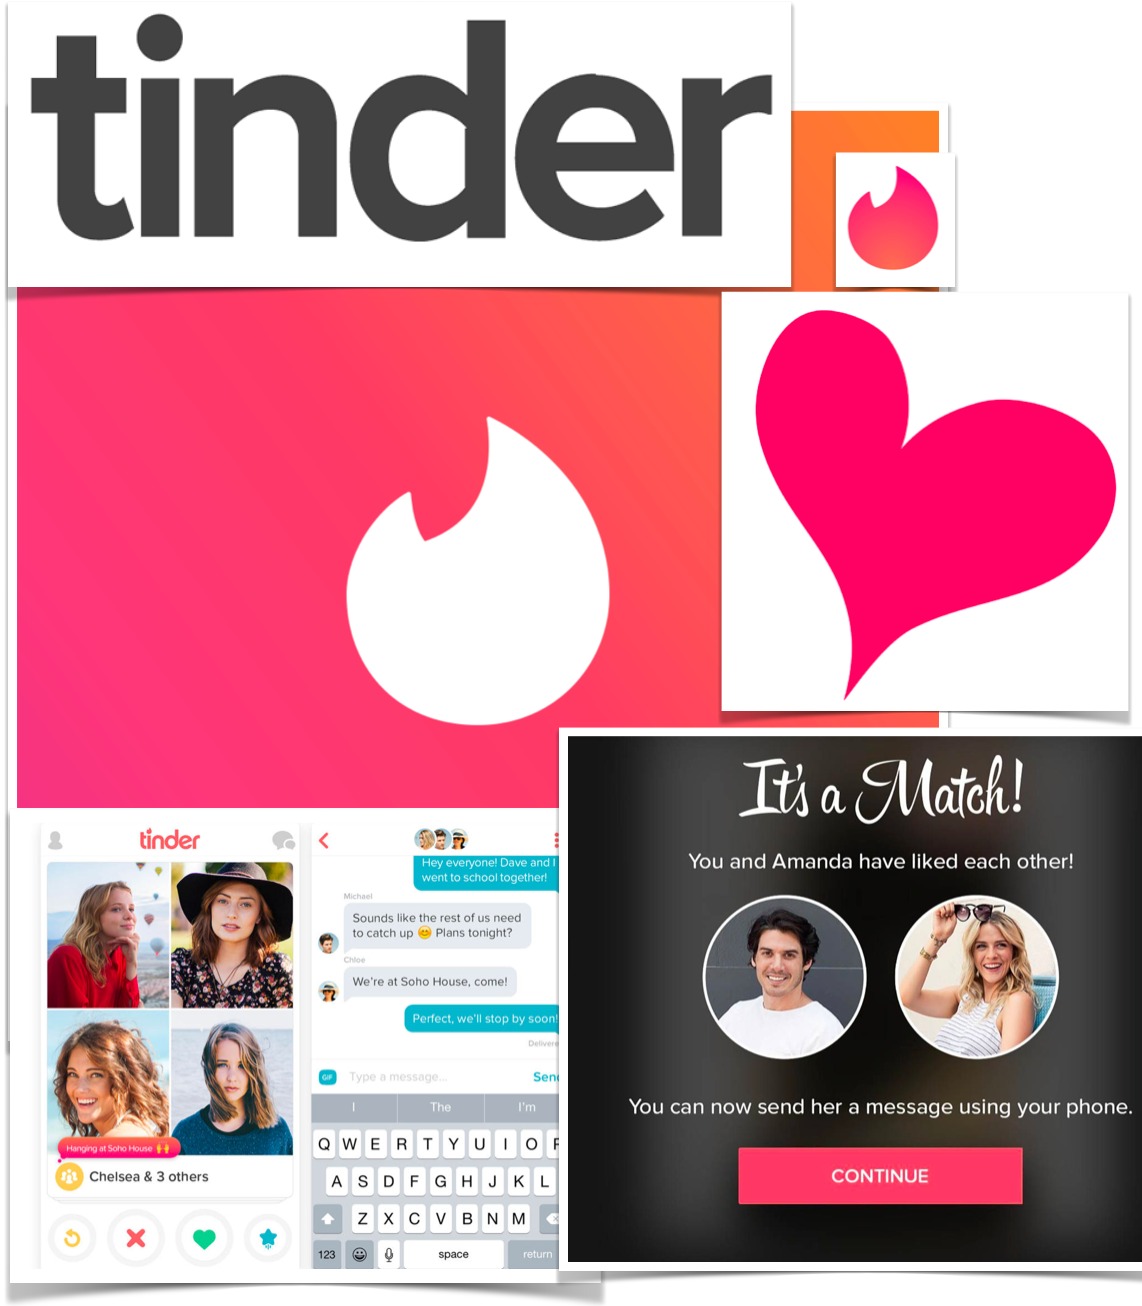 tinder
tinder
Hanging at Soho House 🙌
Chelsea & 3 others
Hey everyone! Dave and I
went to school together!
Michael
Sounds like the rest of us need
to catch up 😊 Plans tonight?
Chloe
We're at Soho House, come!
Perfect, we'll stop by soon!
Delivere
GIF Type a message... Send
I The I'm
Q W E R T Y U I O P
A S D F G H J K L
Z X C V B N M
123 space return
It's a Match!
You and Amanda have liked each other!
You can now send her a message using your phone.
CONTINUE